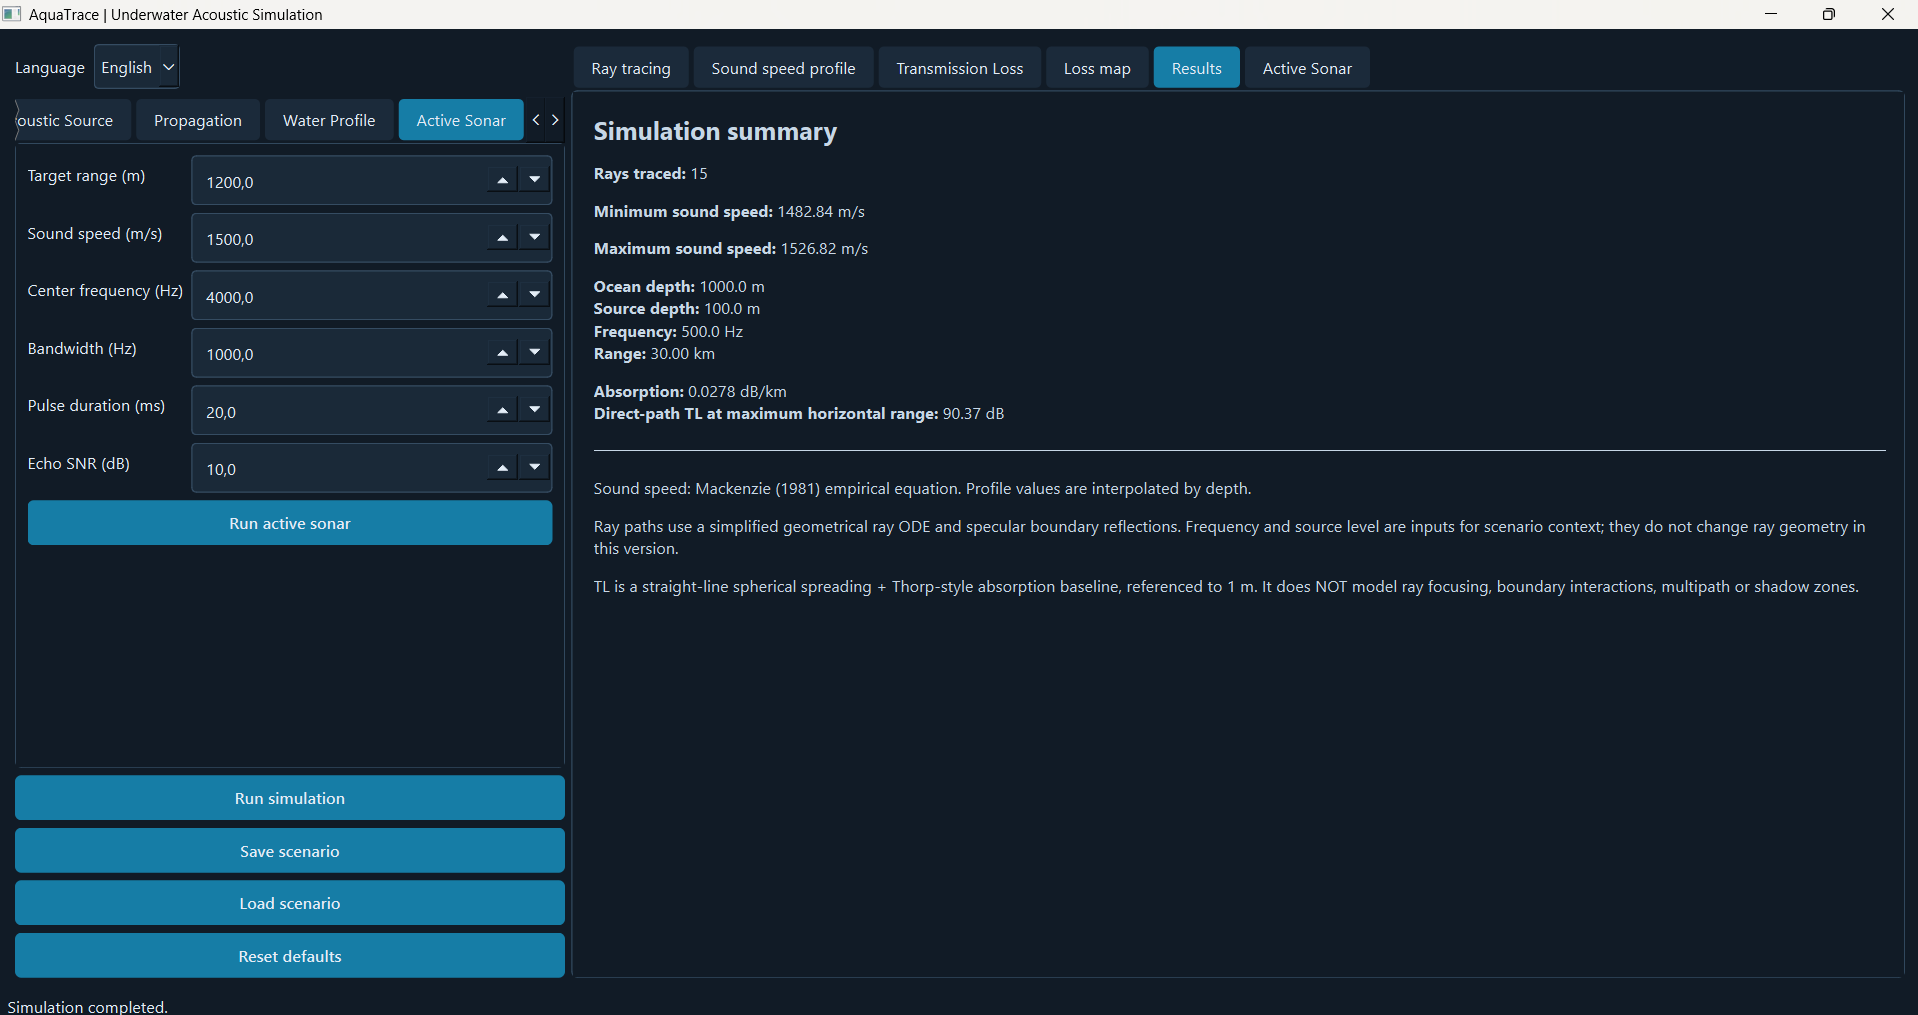 AquaTrace | Underwater Acoustic Simulation
Language English
oustic Source Propagation Water Profile Active Sonar
Target range (m) 1200,0
Sound speed (m/s) 1500,0
Center frequency (Hz) 4000,0
Bandwidth (Hz) 1000,0
Pulse duration (ms) 20,0
Echo SNR (dB) 10,0
Run active sonar
Run simulation
Save scenario
Load scenario
Reset defaults
Simulation completed.
Ray tracing Sound speed profile Transmission Loss Loss map Results Active Sonar
Simulation summary
Rays traced: 15
Minimum sound speed: 1482.84 m/s
Maximum sound speed: 1526.82 m/s
Ocean depth: 1000.0 m
Source depth: 100.0 m
Frequency: 500.0 Hz
Range: 30.00 km
Absorption: 0.0278 dB/km
Direct-path TL at maximum horizontal range: 90.37 dB
Sound speed: Mackenzie (1981) empirical equation. Profile values are interpolated by depth.
Ray paths use a simplified geometrical ray ODE and specular boundary reflections. Frequency and source level are inputs for scenario context; they do not change ray geometry in
this version.
TL is a straight-line spherical spreading + Thorp-style absorption baseline, referenced to 1 m. It does NOT model ray focusing, boundary interactions, multipath or shadow zones.